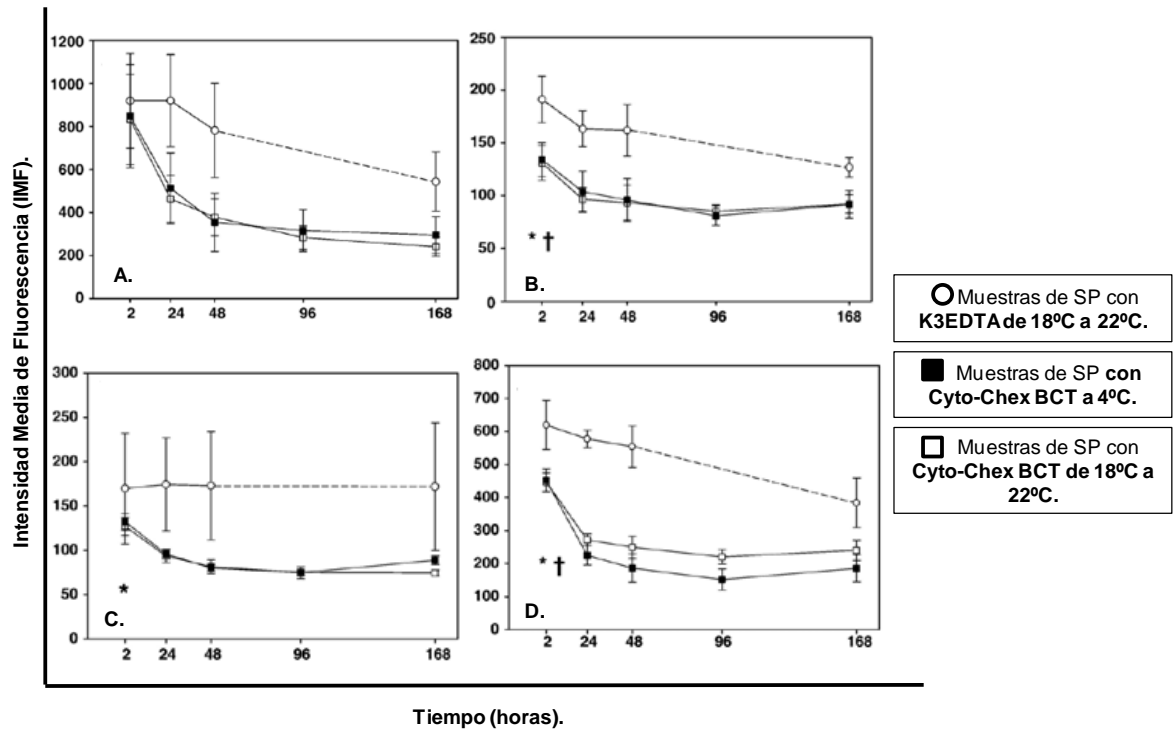 Intensidad Media de Fluorescencia (IMF).
1200
1000
800
600
400
200
0
A.
2 24 48 96 168
250
200
150
100
50
0
* †
B.
2 24 48 96 168
300
250
200
150
100
50
0
*
C.
2 24 48 96 168
800
700
600
500
400
300
200
100
0
* †
D.
2 24 48 96 168
Tiempo (horas).
Muestras de SP con
K3EDTA de 18ºC a 22ºC.
Muestras de SP con
Cyto-Chex BCT a 4ºC.
Muestras de SP con
Cyto-Chex BCT de 18ºC a
22ºC.